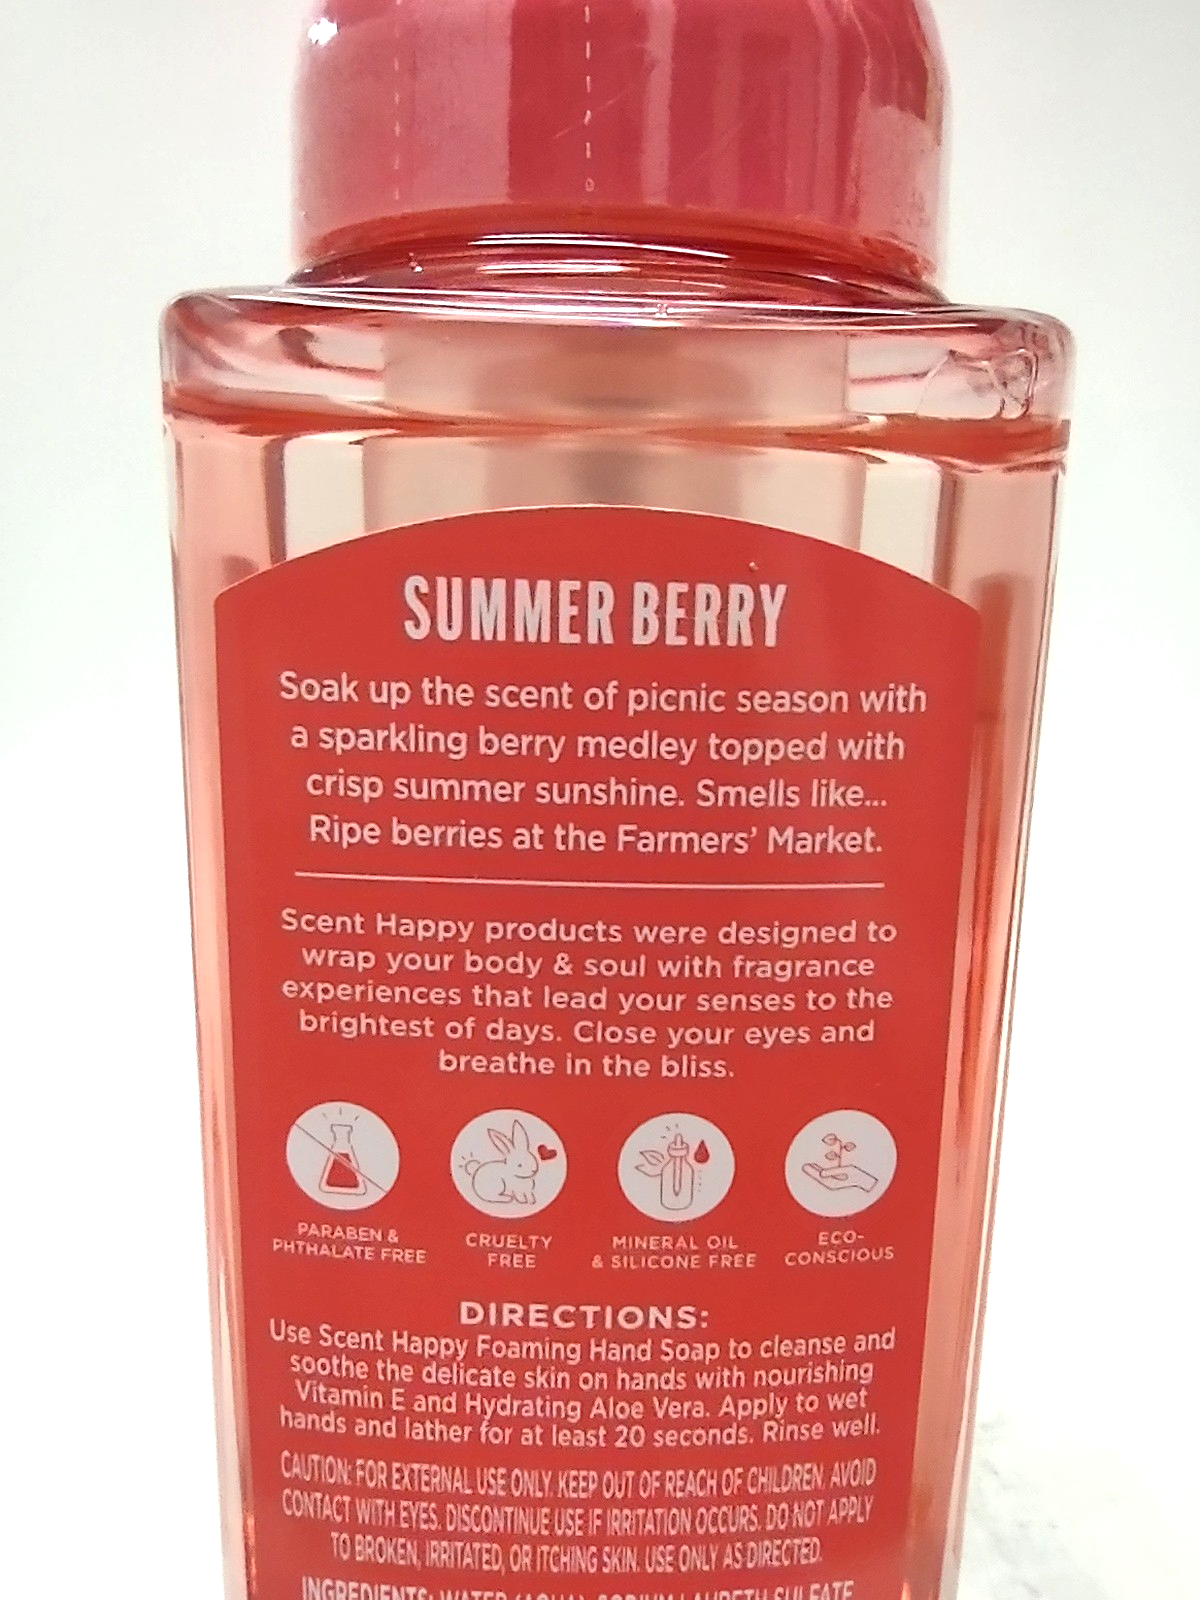 SUMMER BERRY
Soak up the scent of picnic season with
a sparkling berry medley topped with
crisp summer sunshine. Smells like...
Ripe berries at the Farmers' Market.
Scent Happy products were designed to
wrap your body & soul with fragrance
experiences that lead your senses to the
brightest of days. Close your eyes and
breathe in the bliss.
PARABEN &
PHTHALATE FREE
CRUELTY
FREE
MINERAL OIL
& SILICONE FREE
ECO-
CONSCIOUS
DIRECTIONS:
Use Scent Happy Foaming Hand Soap to cleanse and
soothe the delicate skin on hands with nourishing
Vitamin E and Hydrating Aloe Vera. Apply to wet
hands and lather for at least 20 seconds. Rinse well.
CAUTION: FOR EXTERNAL USE ONLY. KEEP OUT OF REACH OF CHILDREN. AVOID
CONTACT WITH EYES. DISCONTINUE USE IF IRRITATION OCCURS. DO NOT APPLY
TO BROKEN, IRRITATED, OR ITCHING SKIN. USE ONLY AS DIRECTED.
INGREDIENTS: WATER (AQUA), SODIUM LAURETH SULFATE